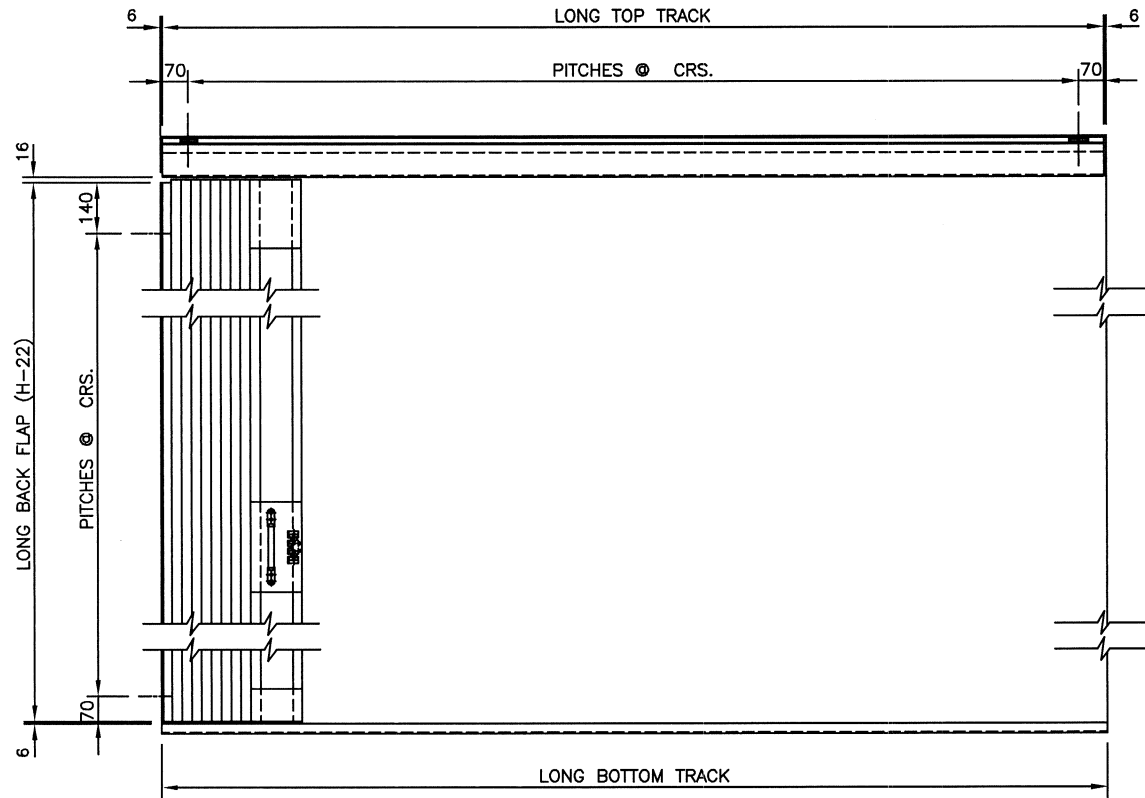 6
LONG TOP TRACK
6
70
PITCHES @ CRS.
70
16
140
LONG BACK FLAP (H-22)
PITCHES @ CRS.
70
6
LONG BOTTOM TRACK